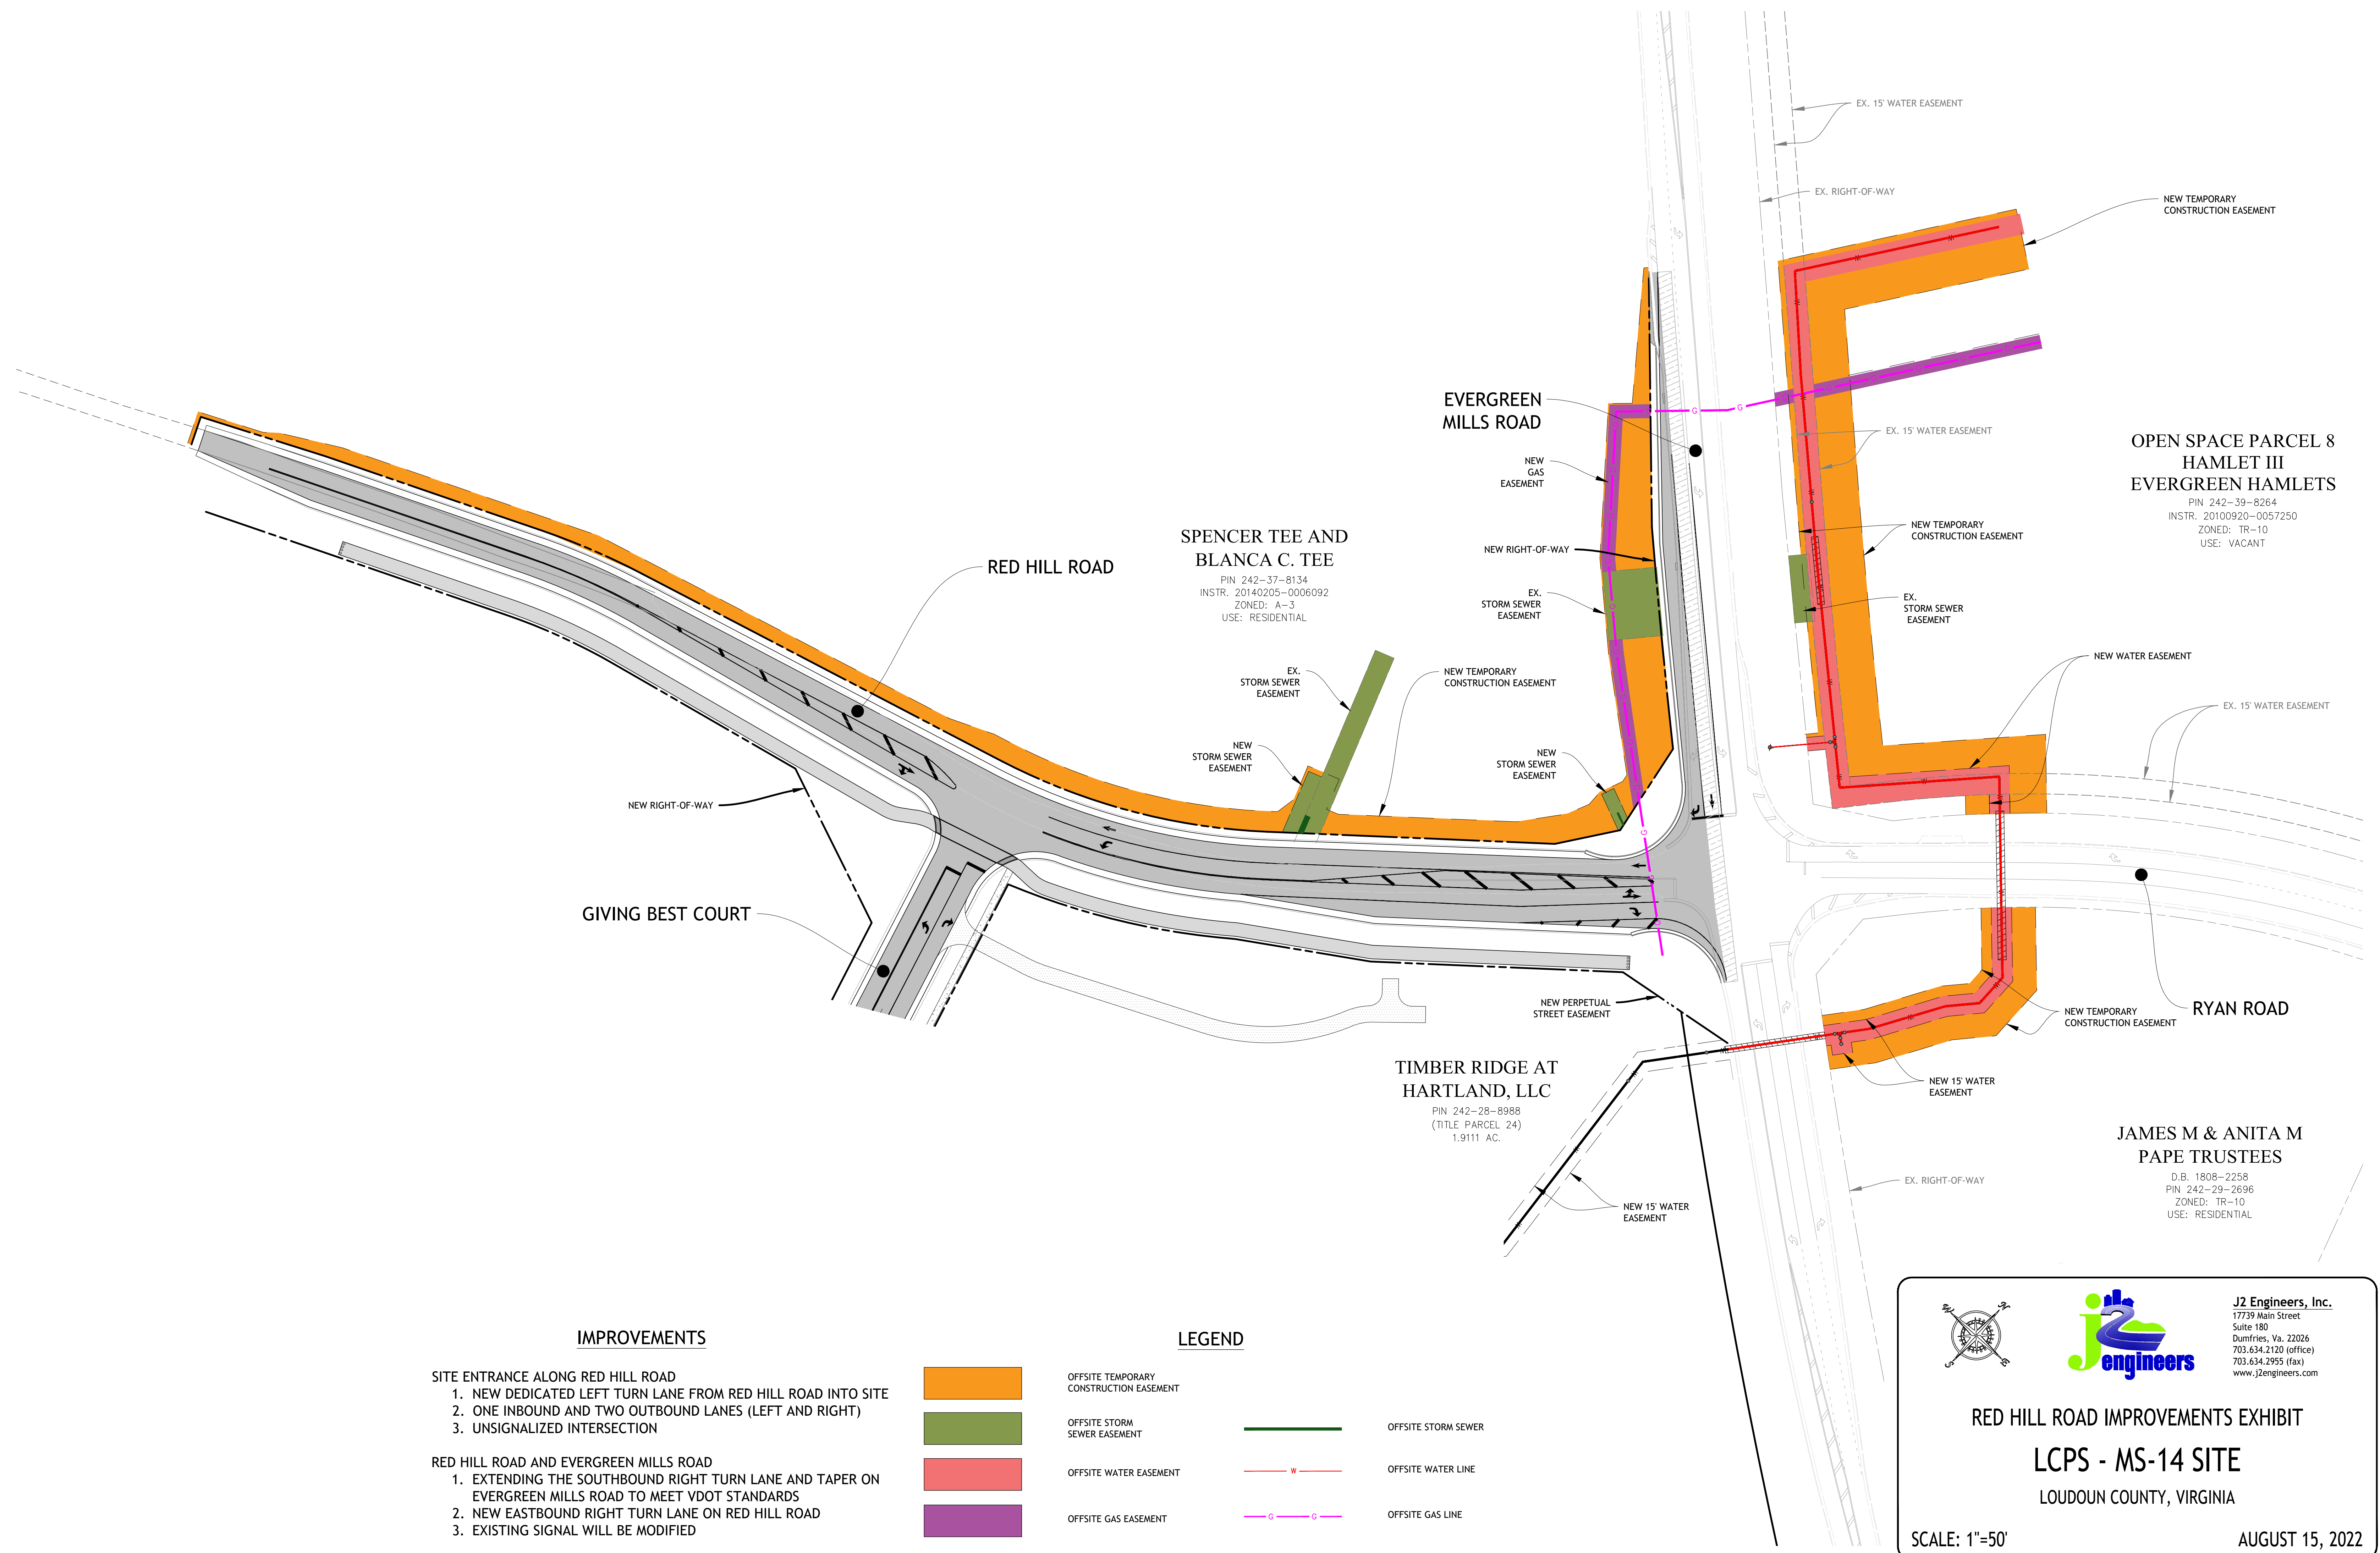 EX. 15' WATER EASEMENT
EX. RIGHT-OF-WAY
NEW TEMPORARY
CONSTRUCTION EASEMENT
EVERGREEN
MILLS ROAD
NEW
GAS
EASEMENT
EX. 15' WATER EASEMENT
OPEN SPACE PARCEL 8
HAMLET III
EVERGREEN HAMLETS
PIN 242-39-8264
INSTR. 20100920-0057250
ZONED: TR-10
USE: VACANT
NEW TEMPORARY
CONSTRUCTION EASEMENT
SPENCER TEE AND
BLANCA C. TEE
PIN 242-37-8134
INSTR. 20140205-0006092
ZONED: A-3
USE: RESIDENTIAL
NEW RIGHT-OF-WAY
RED HILL ROAD
EX.
STORM SEWER
EASEMENT
EX.
STORM SEWER
EASEMENT
EX.
STORM SEWER
EASEMENT
NEW TEMPORARY
CONSTRUCTION EASEMENT
NEW WATER EASEMENT
EX. 15' WATER EASEMENT
NEW
STORM SEWER
EASEMENT
NEW
STORM SEWER
EASEMENT
NEW RIGHT-OF-WAY
GIVING BEST COURT
NEW PERPETUAL
STREET EASEMENT
NEW TEMPORARY
CONSTRUCTION EASEMENT
RYAN ROAD
TIMBER RIDGE AT
HARTLAND, LLC
PIN 242-28-8988
(TITLE PARCEL 24)
1.9111 AC.
NEW 15' WATER
EASEMENT
JAMES M & ANITA M
PAPE TRUSTEES
D.B. 1808-2258
PIN 242-29-2696
ZONED: TR-10
USE: RESIDENTIAL
EX. RIGHT-OF-WAY
NEW 15' WATER
EASEMENT
IMPROVEMENTS
SITE ENTRANCE ALONG RED HILL ROAD
1. NEW DEDICATED LEFT TURN LANE FROM RED HILL ROAD INTO SITE
2. ONE INBOUND AND TWO OUTBOUND LANES (LEFT AND RIGHT)
3. UNSIGNALIZED INTERSECTION
RED HILL ROAD AND EVERGREEN MILLS ROAD
1. EXTENDING THE SOUTHBOUND RIGHT TURN LANE AND TAPER ON
EVERGREEN MILLS ROAD TO MEET VDOT STANDARDS
2. NEW EASTBOUND RIGHT TURN LANE ON RED HILL ROAD
3. EXISTING SIGNAL WILL BE MODIFIED
LEGEND
OFFSITE TEMPORARY
CONSTRUCTION EASEMENT
OFFSITE STORM
SEWER EASEMENT
OFFSITE WATER EASEMENT
OFFSITE GAS EASEMENT
OFFSITE STORM SEWER
W OFFSITE WATER LINE
G G OFFSITE GAS LINE
N
E
S
W
j2
engineers
J2 Engineers, Inc.
17739 Main Street
Suite 180
Dumfries, Va. 22026
703.634.2120 (office)
703.634.2955 (fax)
www.j2engineers.com
RED HILL ROAD IMPROVEMENTS EXHIBIT
LCPS - MS-14 SITE
LOUDOUN COUNTY, VIRGINIA
SCALE: 1"=50'
AUGUST 15, 2022